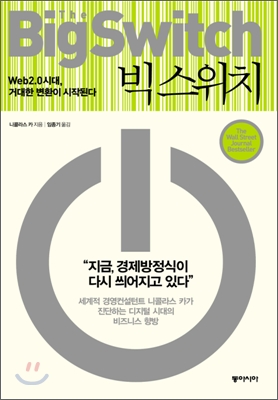 The
BigSwitch
Web2.0시대,
거대한 변환이 시작된다
빅스위치
니콜라스 카 지음 | 임종기 옮김
The
Wall Street
Journal
Bestseller
“지금, 경제방정식이
다시 씌어지고 있다”
세계적 경영컨설턴트 니콜라스 카가
진단하는 디지털 시대의
비즈니스 향방
동아시아